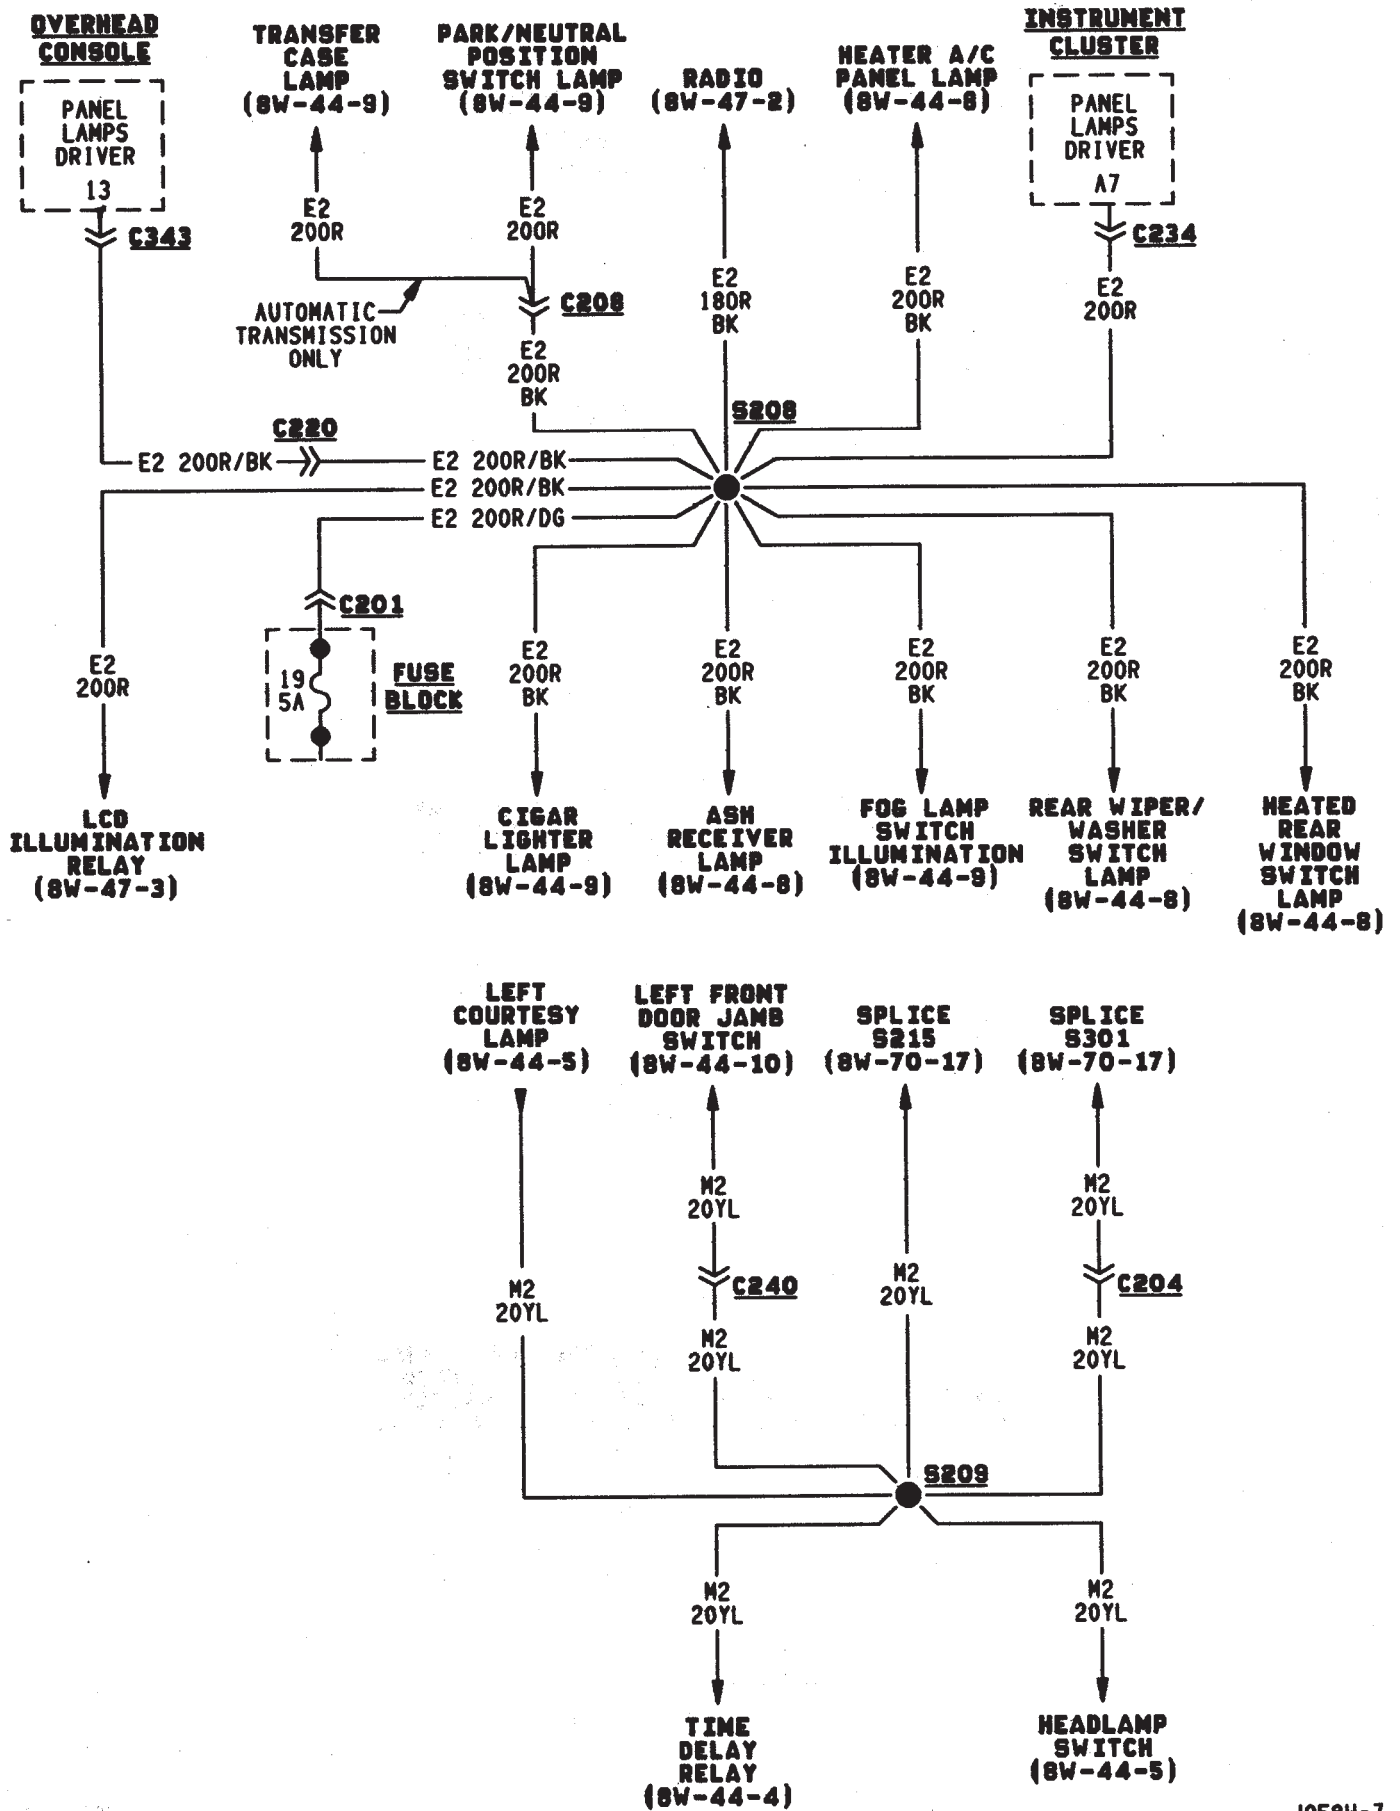 OVERHEAD
CONSOLE
PANEL
LAMPS
DRIVER
13
C343
TRANSFER
CASE
LAMP
(8W-44-9)
E2
200R
PARK/NEUTRAL
POSITION
SWITCH LAMP
(8W-44-9)
E2
200R
AUTOMATIC
TRANSMISSION
ONLY
C208
E2
200R
BK
RADIO
(8W-47-2)
E2
180R
BK
HEATER A/C
PANEL LAMP
(8W-44-8)
E2
200R
BK
INSTRUMENT
CLUSTER
PANEL
LAMPS
DRIVER
A7
C234
E2
200R
S208
C220
E2 200R/BK
E2 200R/BK
E2 200R/BK
E2 200R/DG
C201
19
5A
FUSE
BLOCK
E2
200R
LCD
ILLUMINATION
RELAY
(8W-47-3)
E2
200R
BK
CIGAR
LIGHTER
LAMP
(8W-44-9)
E2
200R
BK
ASH
RECEIVER
LAMP
(8W-44-8)
E2
200R
BK
FOG LAMP
SWITCH
ILLUMINATION
(8W-44-9)
E2
200R
BK
REAR WIPER/
WASHER
SWITCH
LAMP
(8W-44-8)
E2
200R
BK
HEATED
REAR
WINDOW
SWITCH
LAMP
(8W-44-8)
LEFT
COURTESY
LAMP
(8W-44-5)
M2
20YL
LEFT FRONT
DOOR JAMB
SWITCH
(8W-44-10)
M2
20YL
C240
M2
20YL
SPLICE
S215
(8W-70-17)
M2
20YL
SPLICE
S301
(8W-70-17)
M2
20YL
C204
M2
20YL
S209
M2
20YL
TIME
DELAY
RELAY
(8W-44-4)
M2
20YL
HEADLAMP
SWITCH
(8W-44-5)